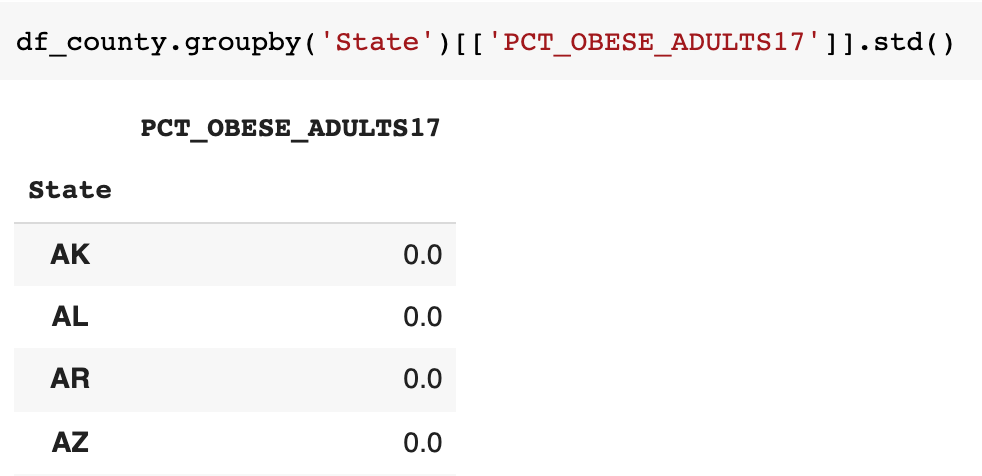 df_county.groupby('State')[['PCT_OBESE_ADULTS17']].std()
PCT_OBESE_ADULTS17
State
AK 0.0
AL 0.0
AR 0.0
AZ 0.0